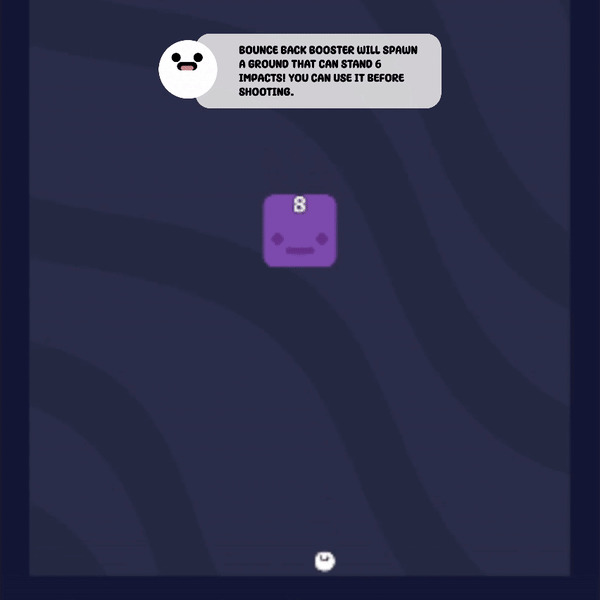 BOUNCE BACK BOOSTER WILL SPAWN
A GROUND THAT CAN STAND 6
IMPACTS! YOU CAN USE IT BEFORE
SHOOTING.
8